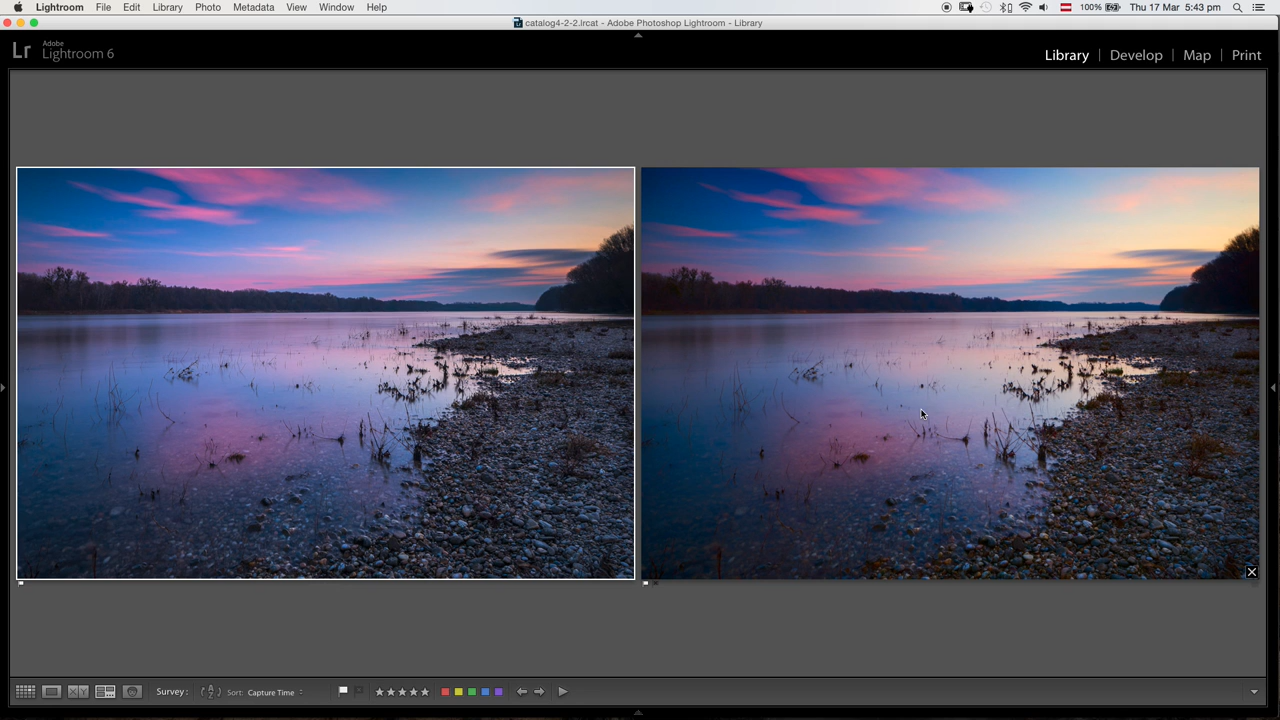 Lightroom File Edit Library Photo Metadata View Window Help 100% Thu 17 Mar 5:43 pm
catalog4-2-2.lrcat - Adobe Photoshop Lightroom - Library
Lr Adobe Lightroom 6 Library | Develop | Map | Print
Survey: Sort: Capture Time